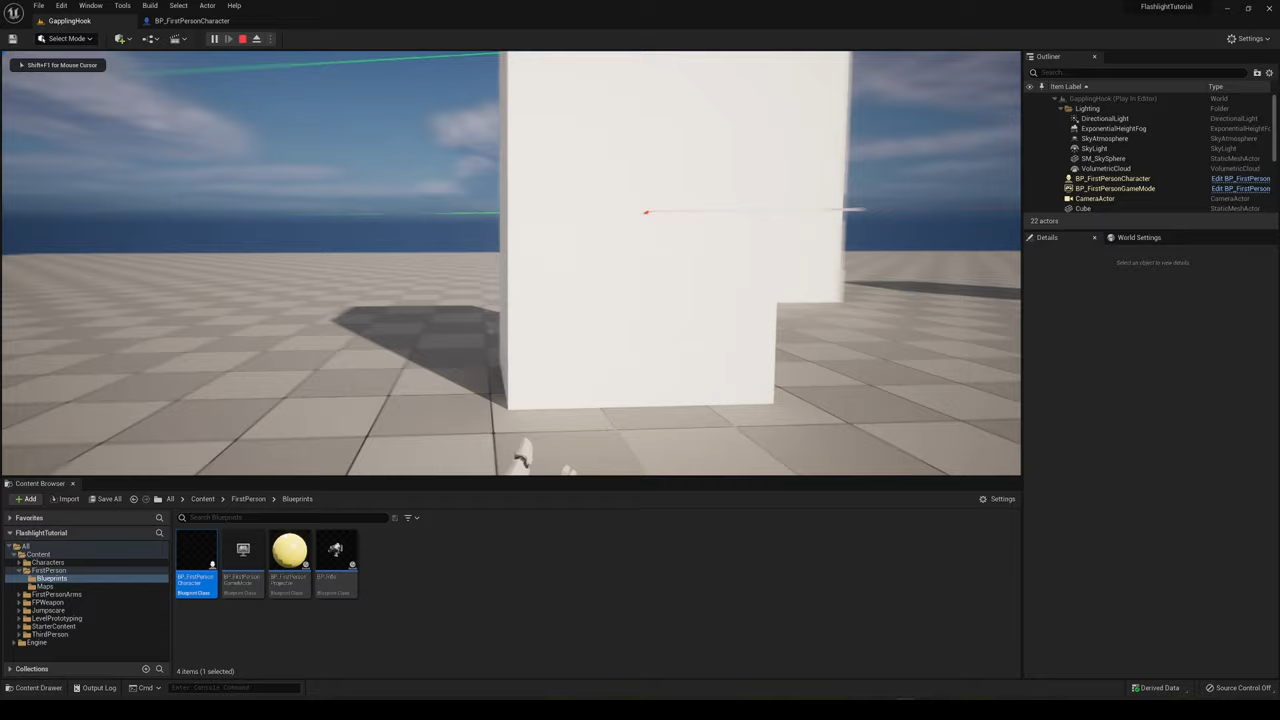 File Edit Window Tools Build Select Actor Help
FlashlightTutorial
GapplingHook
BP_FirstPersonCharacter
Select Mode
Settings
Shift+F1 for Mouse Cursor
Outliner
Search...
Item Label Type
GapplingHook (Play In Editor) World
Lighting Folder
DirectionalLight DirectionalLight
ExponentialHeightFog ExponentialHeightFo
SkyAtmosphere SkyAtmosphere
SkyLight SkyLight
SM_SkySphere StaticMeshActor
VolumetricCloud VolumetricCloud
BP_FirstPersonCharacter Edit BP_FirstPerson
BP_FirstPersonGameMode Edit BP_FirstPerson
CameraActor CameraActor
Cube StaticMeshActor
22 actors
Details
World Settings
Select an object to view details.
Content Browser
Add Import Save All All Content FirstPerson Blueprints
Settings
Favorites
Search Blueprints
FlashlightTutorial
All
Content
Characters
FirstPerson
Blueprints
Maps
FirstPersonArms
FPWeapon
Jumpscare
LevelPrototyping
StarterContent
ThirdPerson
Engine
BP_FirstPerson
Character
Blueprint Class
BP_FirstPerson
GameMode
Blueprint Class
BP_FirstPerson
Projectile
Blueprint Class
BP_Rifle
Blueprint Class
Collections
4 items (1 selected)
Content Drawer Output Log Cmd Enter Console Command
Derived Data Source Control Off